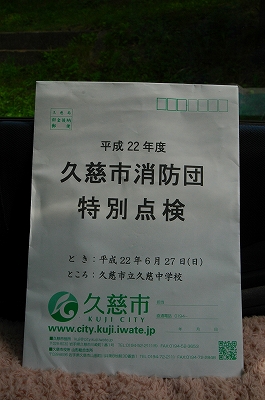 平成22年度
久慈市消防団
特別点検
とき：平成22年6月27日(日)
ところ：久慈市立久慈中学校
久慈市
KUJI CITY
www.city.kuji.iwate.jp